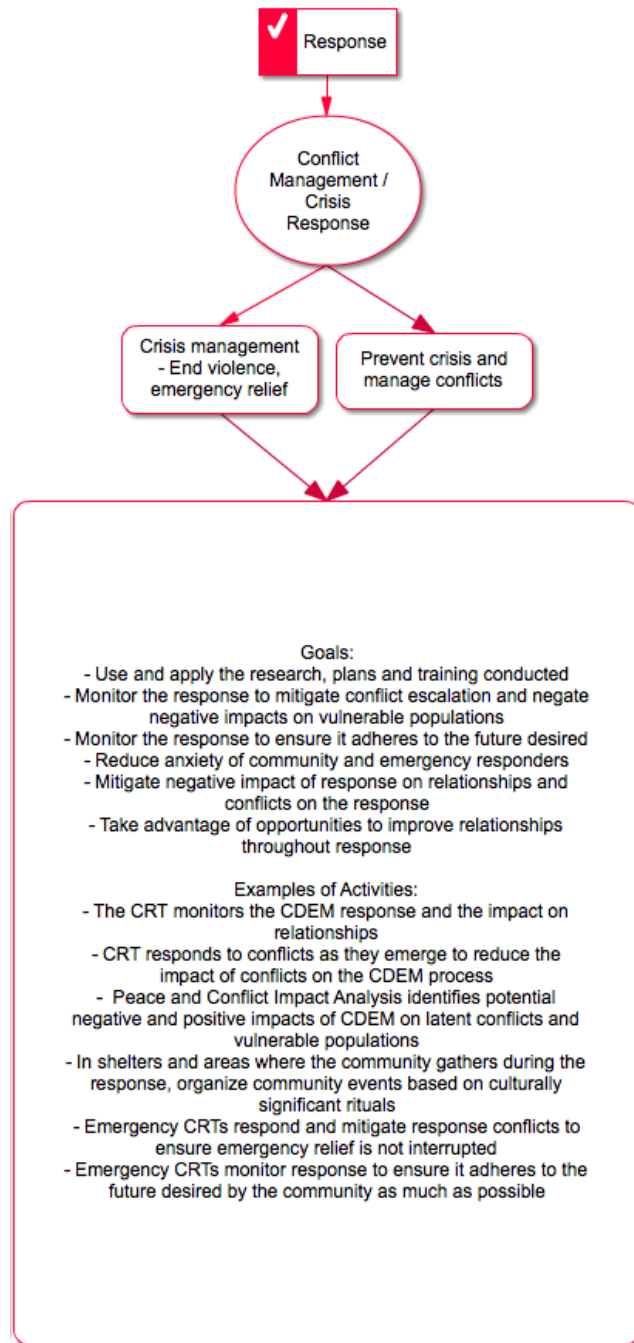 Response
Conflict
Management /
Crisis
Response
Crisis management
- End violence,
emergency relief
Prevent crisis and
manage conflicts
Goals:
- Use and apply the research, plans and training conducted
- Monitor the response to mitigate conflict escalation and negate
negative impacts on vulnerable populations
- Monitor the response to ensure it adheres to the future desired
- Reduce anxiety of community and emergency responders
- Mitigate negative impact of response on relationships and
conflicts on the response
- Take advantage of opportunities to improve relationships
throughout response
Examples of Activities:
- The CRT monitors the CDEM response and the impact on
relationships
- CRT responds to conflicts as they emerge to reduce the
impact of conflicts on the CDEM process
- Peace and Conflict Impact Analysis identifies potential
negative and positive impacts of CDEM on latent conflicts and
vulnerable populations
- In shelters and areas where the community gathers during the
response, organize community events based on culturally
significant rituals
- Emergency CRTs respond and mitigate response conflicts to
ensure emergency relief is not interrupted
- Emergency CRTs monitor response to ensure it adheres to the
future desired by the community as much as possible